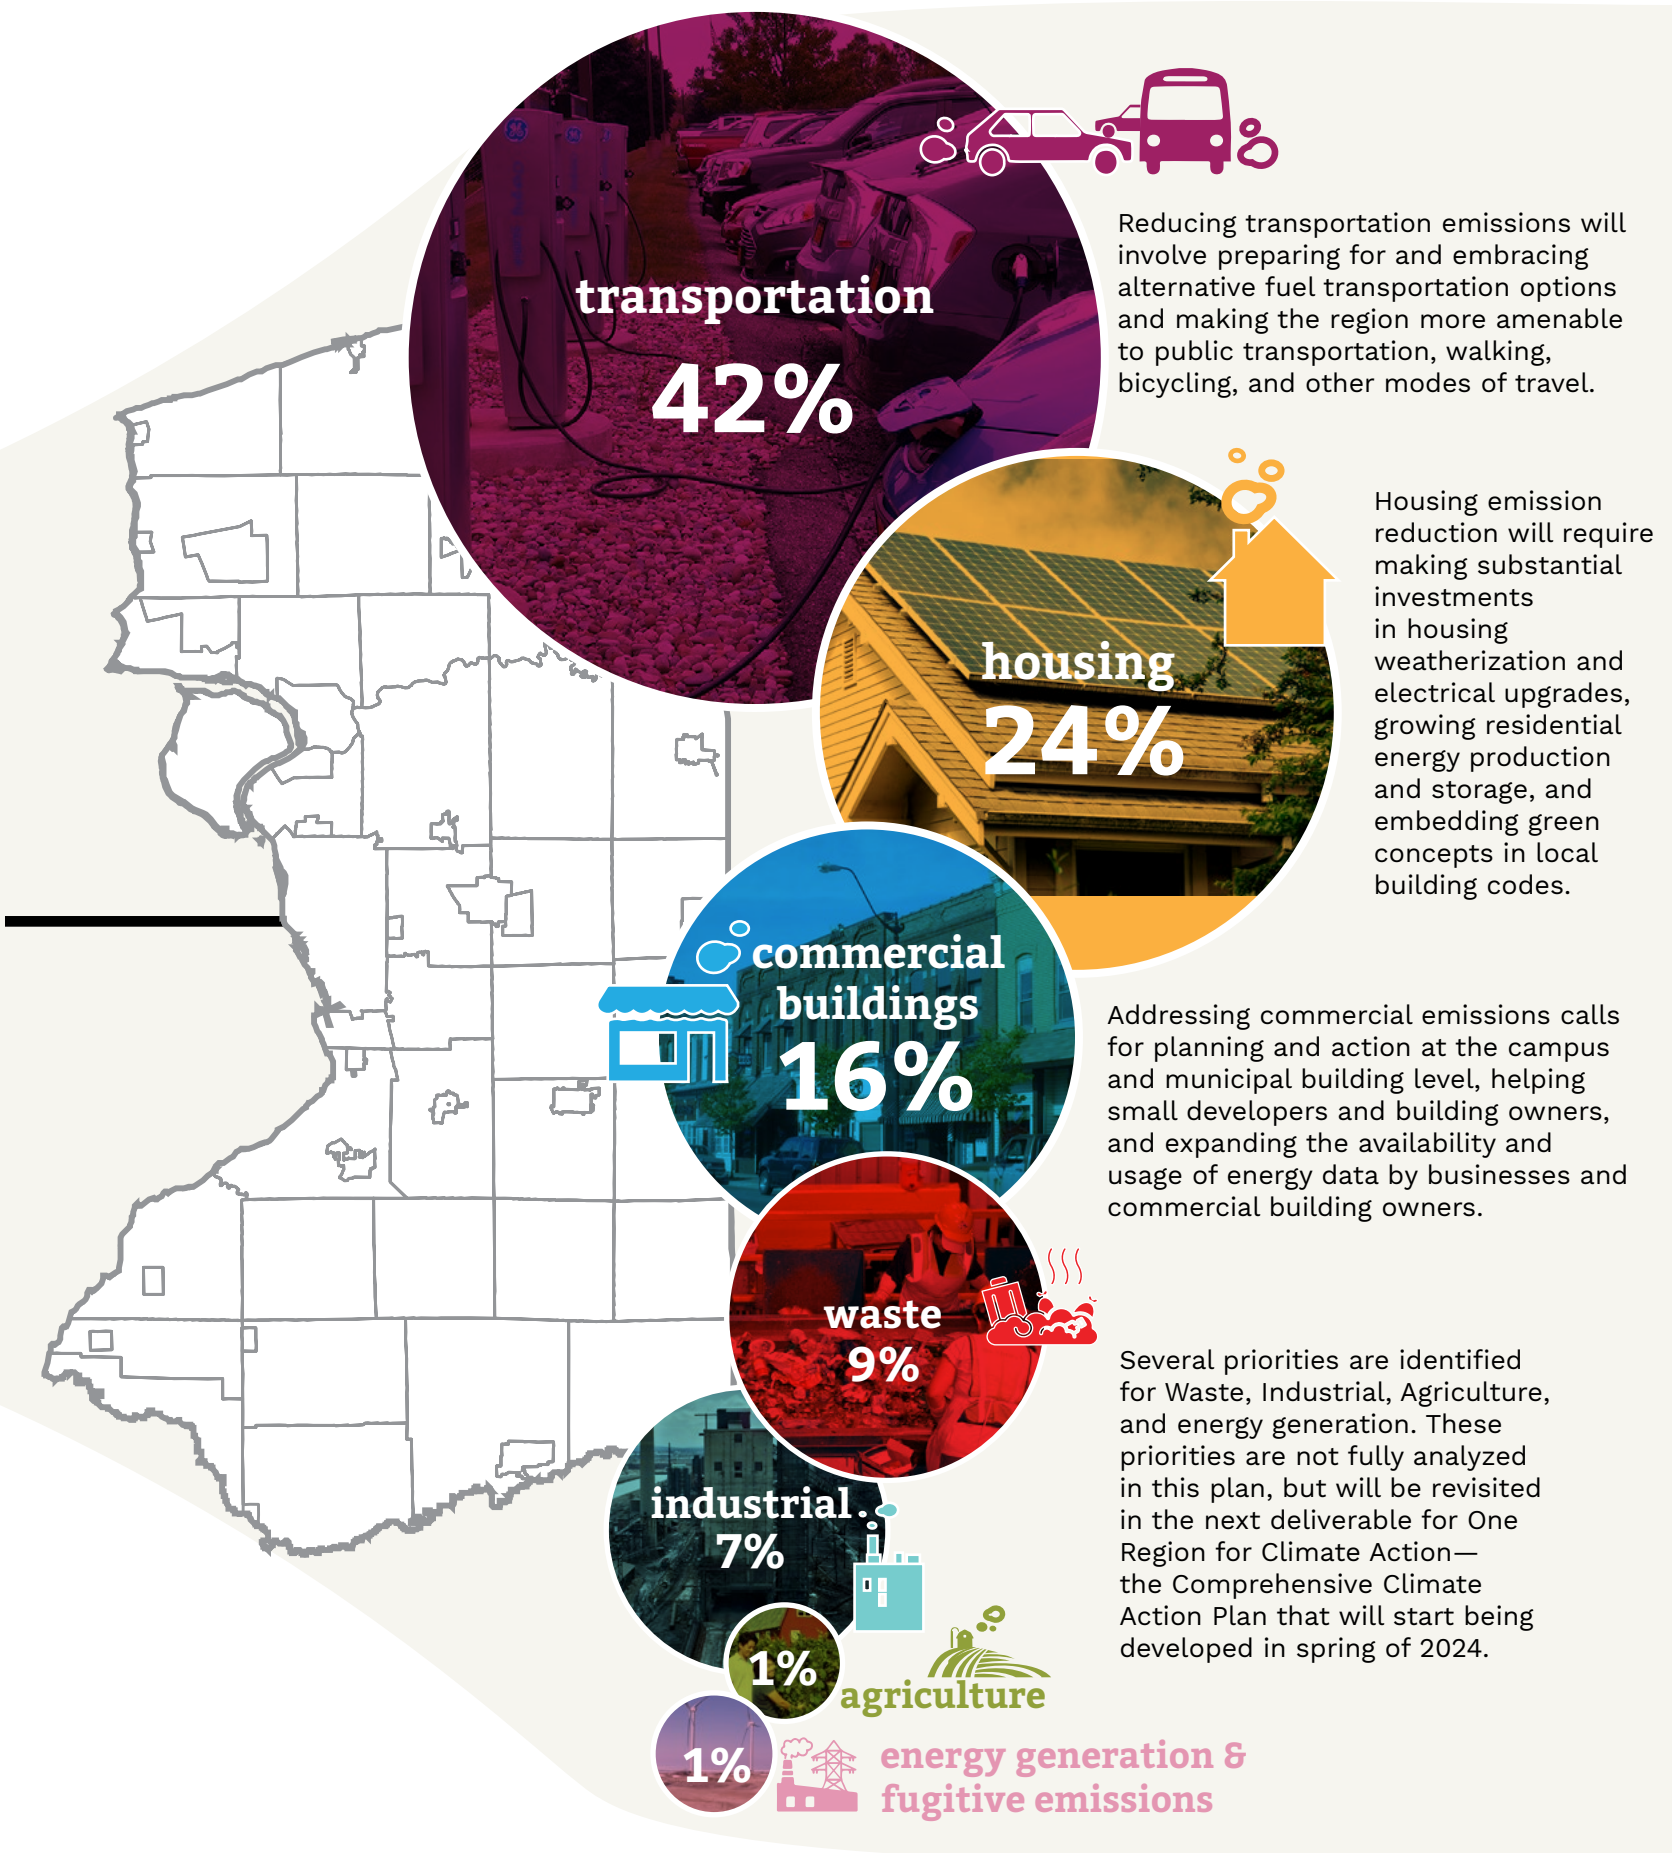 transportation
42%
Reducing transportation emissions will
involve preparing for and embracing
alternative fuel transportation options
and making the region more amenable
to public transportation, walking,
bicycling, and other modes of travel.
housing
24%
Housing emission
reduction will require
making substantial
investments
in housing
weatherization and
electrical upgrades,
growing residential
energy production
and storage, and
embedding green
concepts in local
building codes.
commercial
buildings
16%
Addressing commercial emissions calls
for planning and action at the campus
and municipal building level, helping
small developers and building owners,
and expanding the availability and
usage of energy data by businesses and
commercial building owners.
waste
9%
Several priorities are identified
for Waste, Industrial, Agriculture,
and energy generation. These
priorities are not fully analyzed
in this plan, but will be revisited
in the next deliverable for One
Region for Climate Action—
the Comprehensive Climate
Action Plan that will start being
developed in spring of 2024.
industrial
7%
1%
agriculture
1%
energy generation &
fugitive emissions